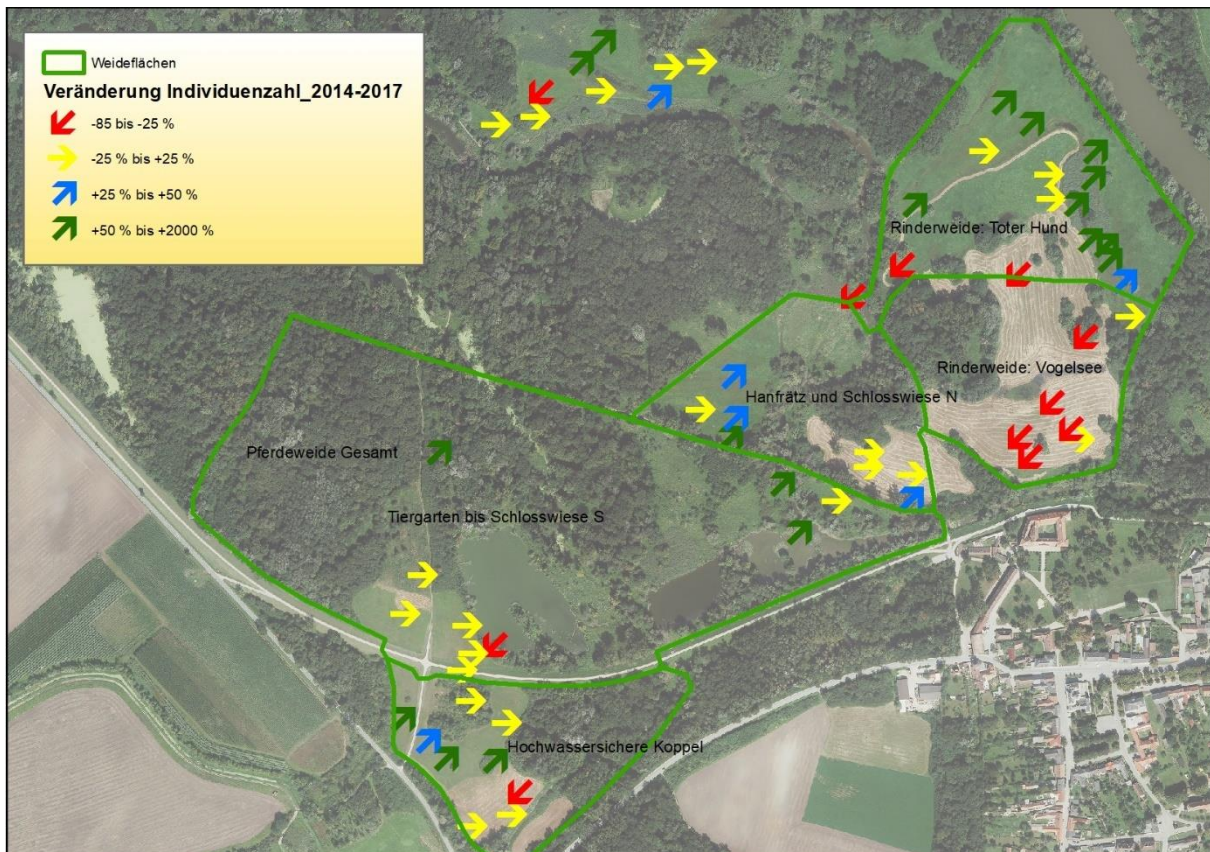 Weideflächen
Veränderung Individuenzahl_2014-2017
-85 bis -25 %
-25 % bis +25 %
+25 % bis +50 %
+50 % bis +2000 %
Rinderweide: Toter Hund
Rinderweide: Vogelsee
Hanfrätz und Schlosswiese N
Pferdeweide Gesamt
Tiergarten bis Schlosswiese S
Hochwassersichere Koppel